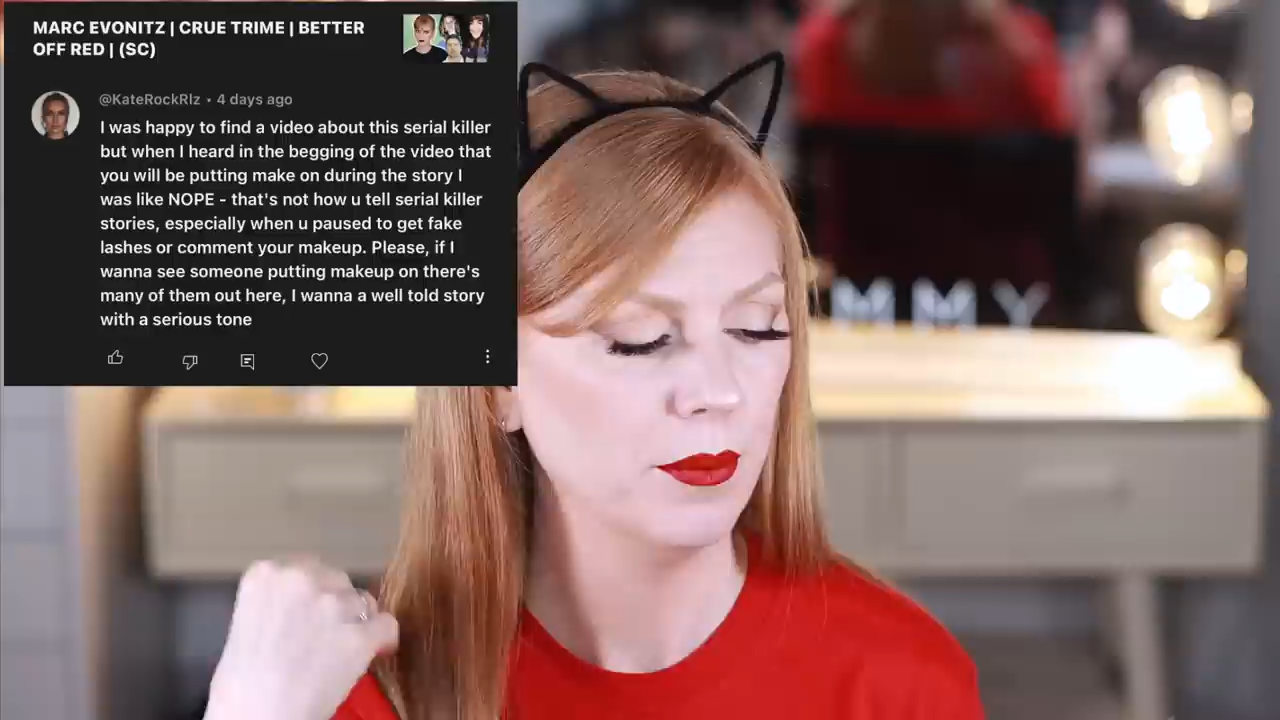 MARC EVONITZ | CRUE TRIME | BETTER
OFF RED | (SC)
@KateRockRlz • 4 days ago
I was happy to find a video about this serial killer
but when I heard in the begging of the video that
you will be putting make on during the story I
was like NOPE - that's not how u tell serial killer
stories, especially when u paused to get fake
lashes or comment your makeup. Please, if I
wanna see someone putting makeup on there's
many of them out here, I wanna a well told story
with a serious tone
MMY